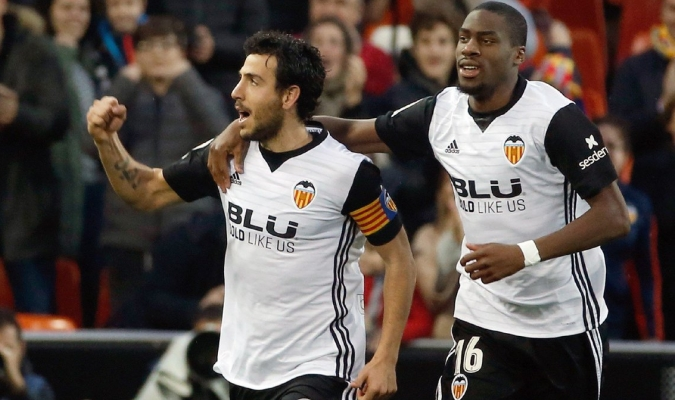 BLU
BOLD LIKE US
BLU
BOLD LIKE US
sesderma
16